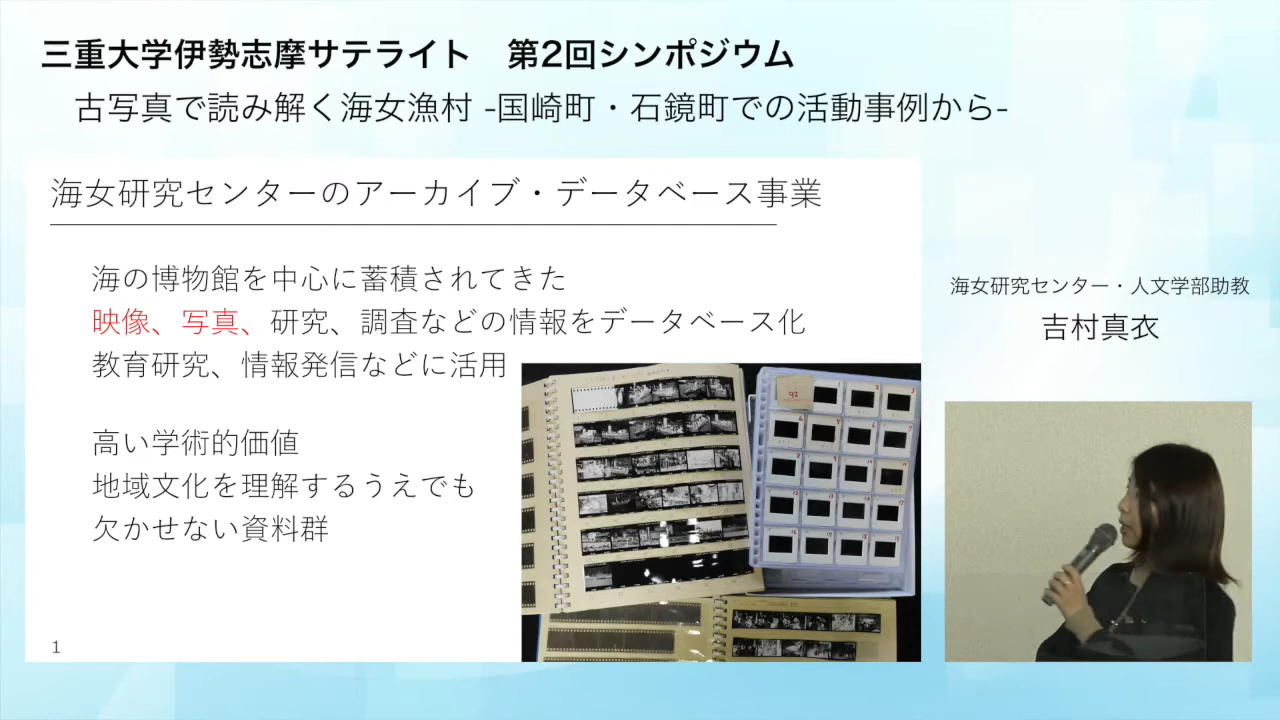 三重大学伊勢志摩サテライト 第2回シンポジウム
古写真で読み解く海女漁村 -国崎町・石鏡町での活動事例から-
海女研究センターのアーカイブ・データベース事業
海の博物館を中心に蓄積されてきた
映像、写真、研究、調査などの情報をデータベース化
教育研究、情報発信などに活用
高い学術的価値
地域文化を理解するうえでも
欠かせない資料群
1
海女研究センター・人文学部助教
吉村真衣